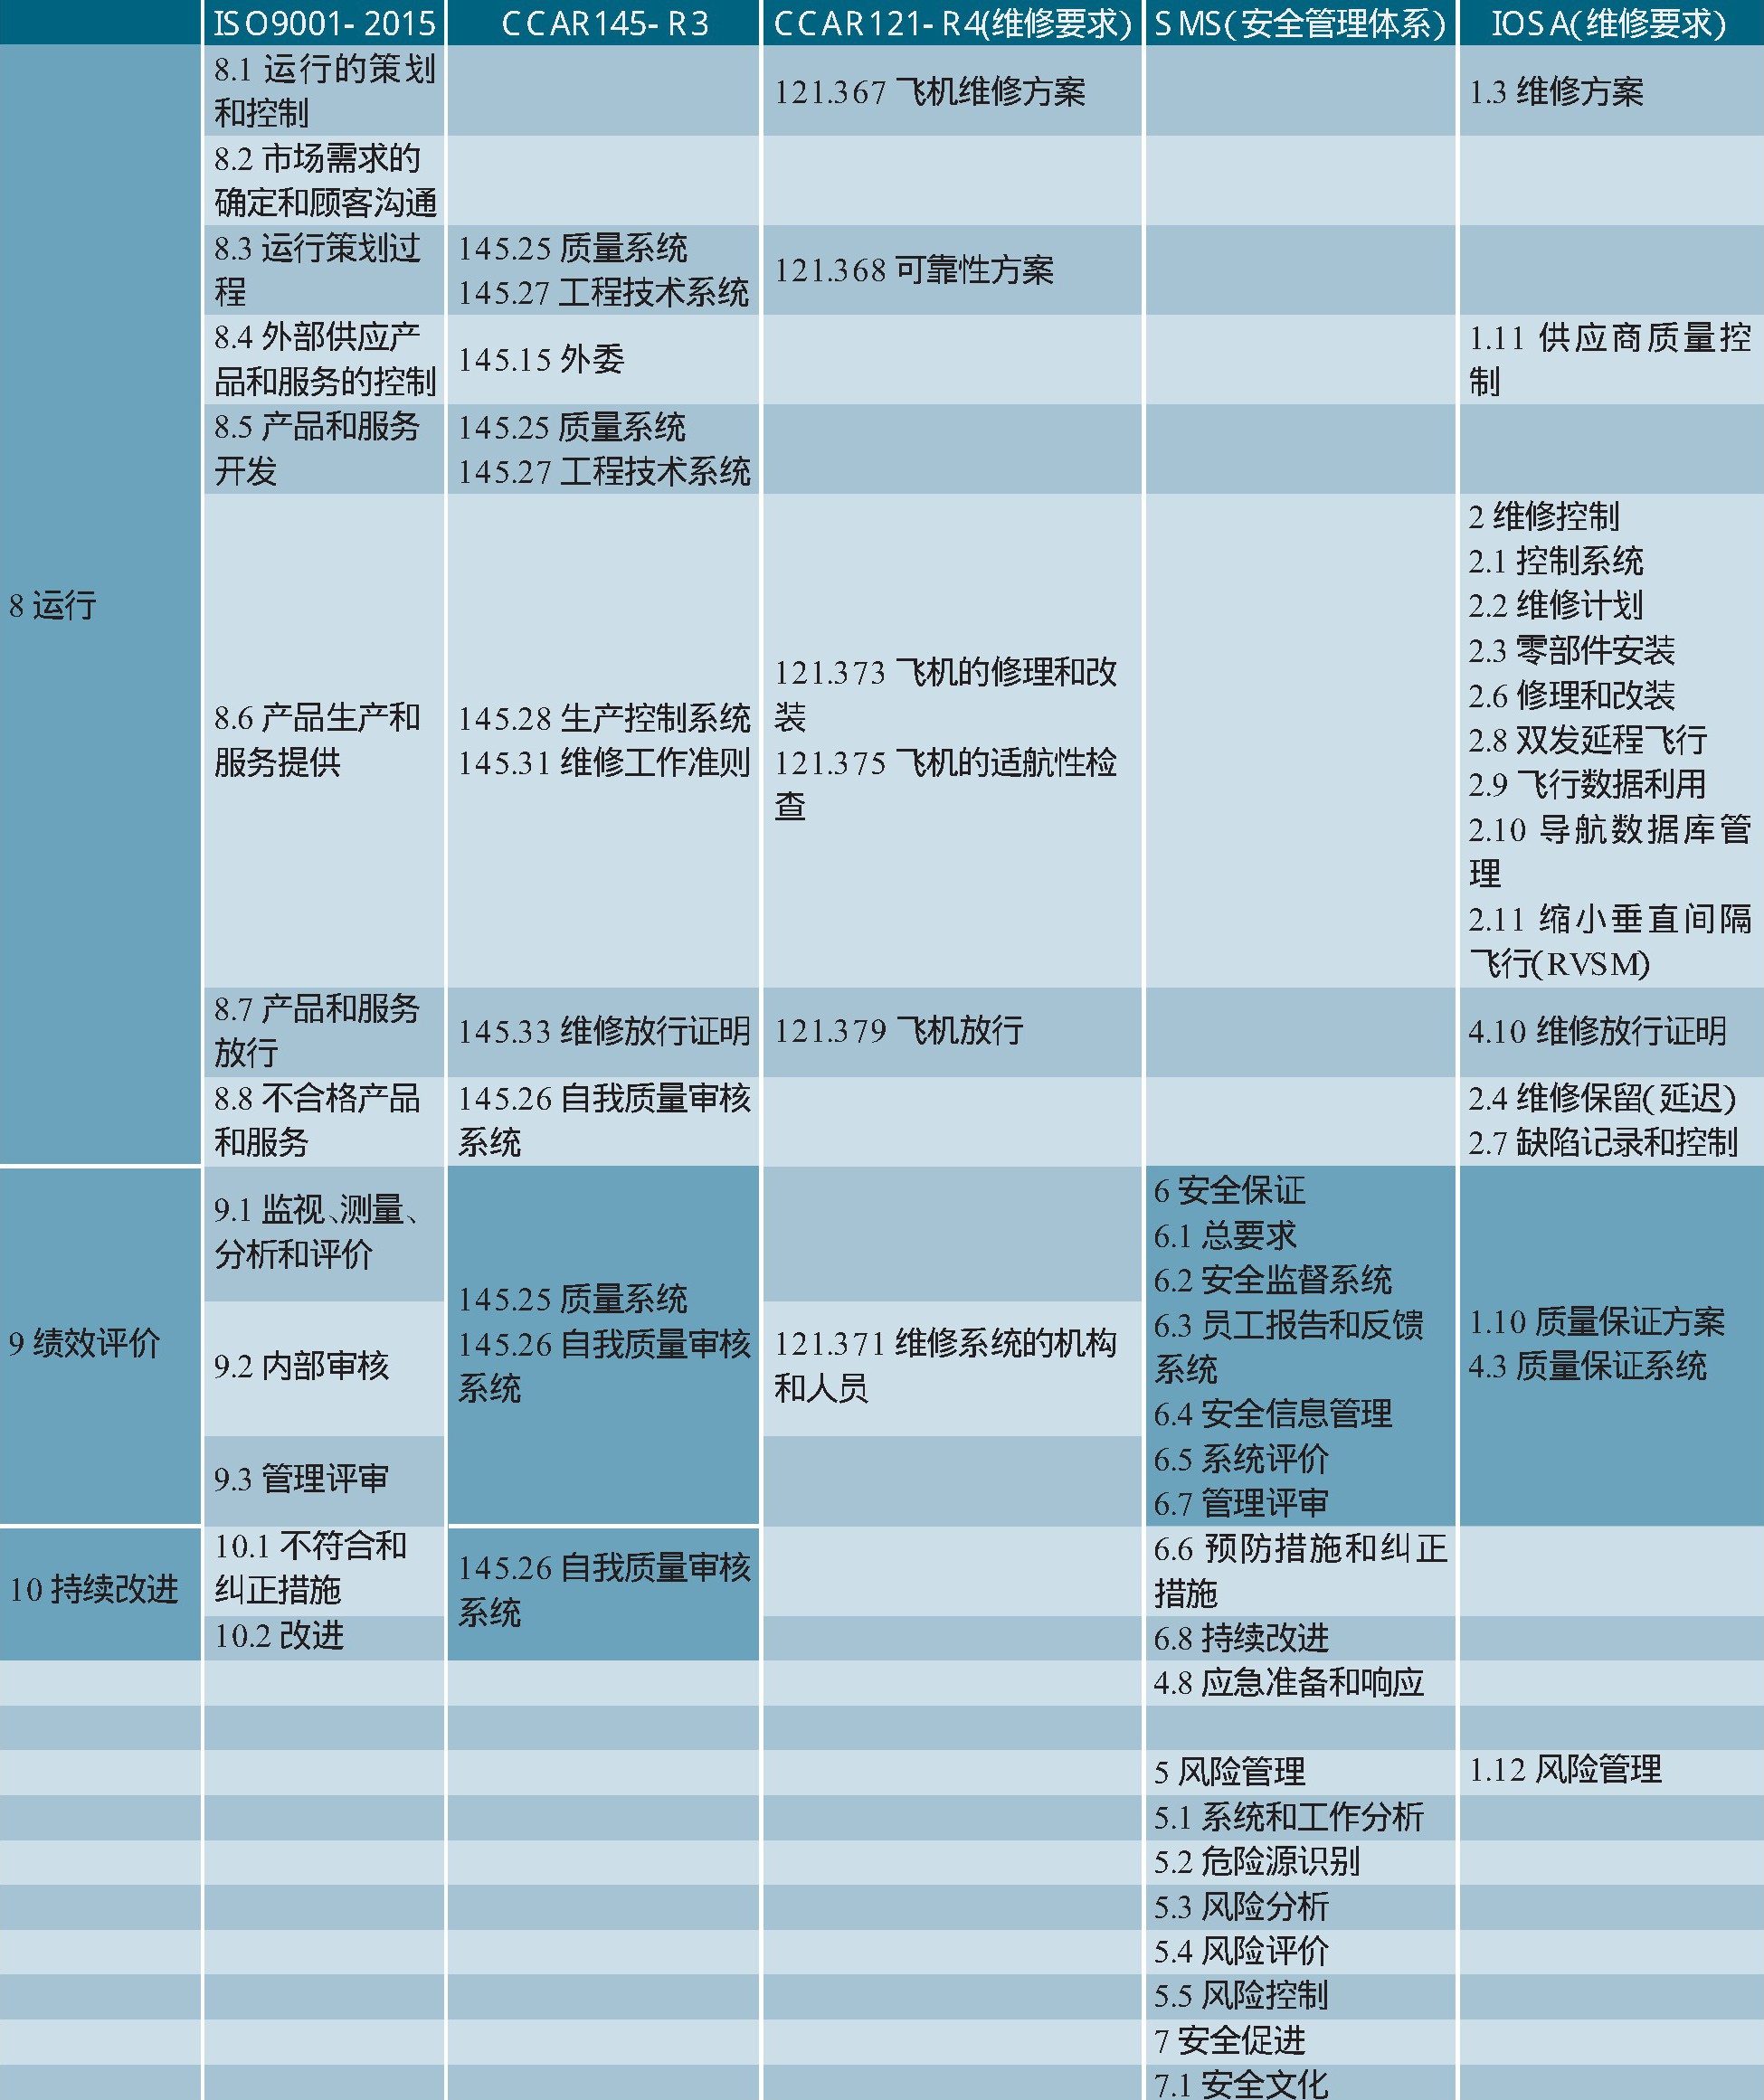 ISO9001-2015 CCAR145-R3 CCAR121-R4(维修要求) SMS(安全管理体系) IOSA(维修要求)
8 运行
8.1 运行的策划
和控制
121.367 飞机维修方案
1.3 维修方案
8.2 市场需求的
确定和顾客沟通
8.3 运行策划过
程
145.25 质量系统
145.27 工程技术系统
121.368 可靠性方案
8.4 外部供应产
品和服务的控制
145.15 外委
1.11 供应商质量控
制
8.5 产品和服务
开发
145.25 质量系统
145.27 工程技术系统
8.6 产品生产和
服务提供
145.28 生产控制系统
145.31 维修工作准则
121.373 飞机的修理和改
装
121.375 飞机的适航性检
查
2 维修控制
2.1 控制系统
2.2 维修计划
2.3 零部件安装
2.6 修理和改装
2.8 双发延程飞行
2.9 飞行数据利用
2.10 导航数据库管
理
2.11 缩小垂直间隔
飞行(RVSM)
8.7 产品和服务
放行
145.33 维修放行证明
121.379 飞机放行
4.10 维修放行证明
8.8 不合格产品
和服务
145.26 自我质量审核
系统
2.4 维修保留(延迟)
2.7 缺陷记录和控制
9 绩效评价
9.1 监视、测量、
分析和评价
9.2 内部审核
9.3 管理评审
145.25 质量系统
145.26 自我质量审核
系统
121.371 维修系统的机构
和人员
6 安全保证
6.1 总要求
6.2 安全监督系统
6.3 员工报告和反馈
系统
6.4 安全信息管理
6.5 系统评价
6.7 管理评审
1.10 质量保证方案
4.3 质量保证系统
10 持续改进
10.1 不符合和
纠正措施
10.2 改进
145.26 自我质量审核
系统
6.6 预防措施和纠正
措施
6.8 持续改进
4.8 应急准备和响应
5 风险管理
1.12 风险管理
5.1 系统和工作分析
5.2 危险源识别
5.3 风险分析
5.4 风险评价
5.5 风险控制
7 安全促进
7.1 安全文化